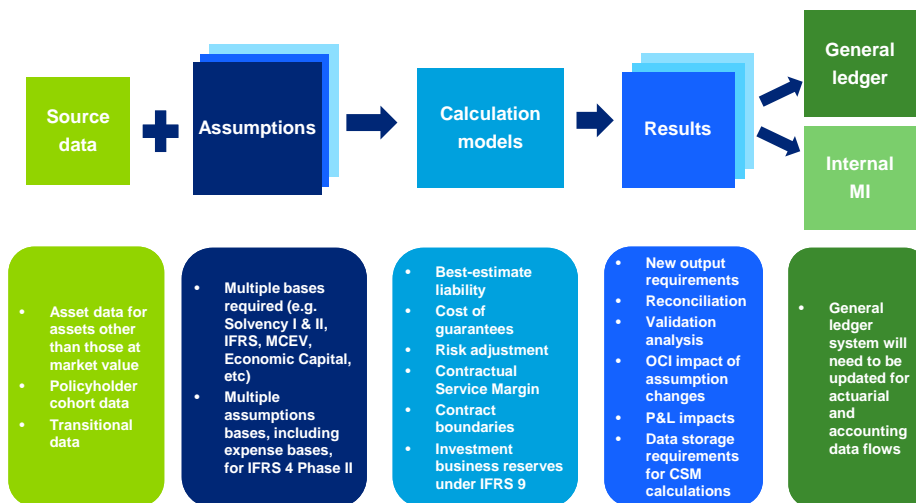 Source
data
Assumptions
Calculation
models
Results
General
ledger
Internal
MI
• Asset data for
assets other
than those at
market value
• Policyholder
cohort data
• Transitional
data
• Multiple bases
required (e.g.
Solvency I & II,
IFRS, MCEV,
Economic Capital,
etc)
• Multiple
assumptions
bases, including
expense bases,
for IFRS 4 Phase II
• Best-estimate
liability
• Cost of
guarantees
• Risk adjustment
• Contractual
Service Margin
• Contract
boundaries
• Investment
business reserves
under IFRS 9
• New output
requirements
• Reconciliation
• Validation
analysis
• OCI impact of
assumption
changes
• P&L impacts
• Data storage
requirements
for CSM
calculations
• General
ledger
system will
need to be
updated for
actuarial
and
accounting
data flows